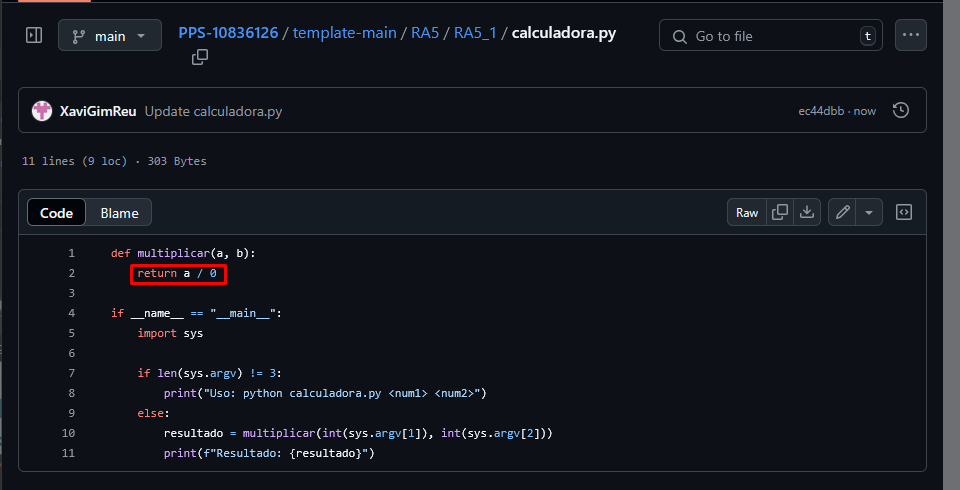 main
PPS-10836126 / template-main / RA5 / RA5_1 / calculadora.py
Go to file
t
XaviGimReu Update calculadora.py
ec44dbb · now
11 lines (9 loc) · 303 Bytes
Code Blame
Raw
1 def multiplicar(a, b):
2     return a / 0
3
4 if __name__ == "__main__":
5     import sys
6
7     if len(sys.argv) != 3:
8         print("Uso: python calculadora.py <num1> <num2>")
9     else:
10         resultado = multiplicar(int(sys.argv[1]), int(sys.argv[2]))
11         print(f"Resultado: {resultado}")